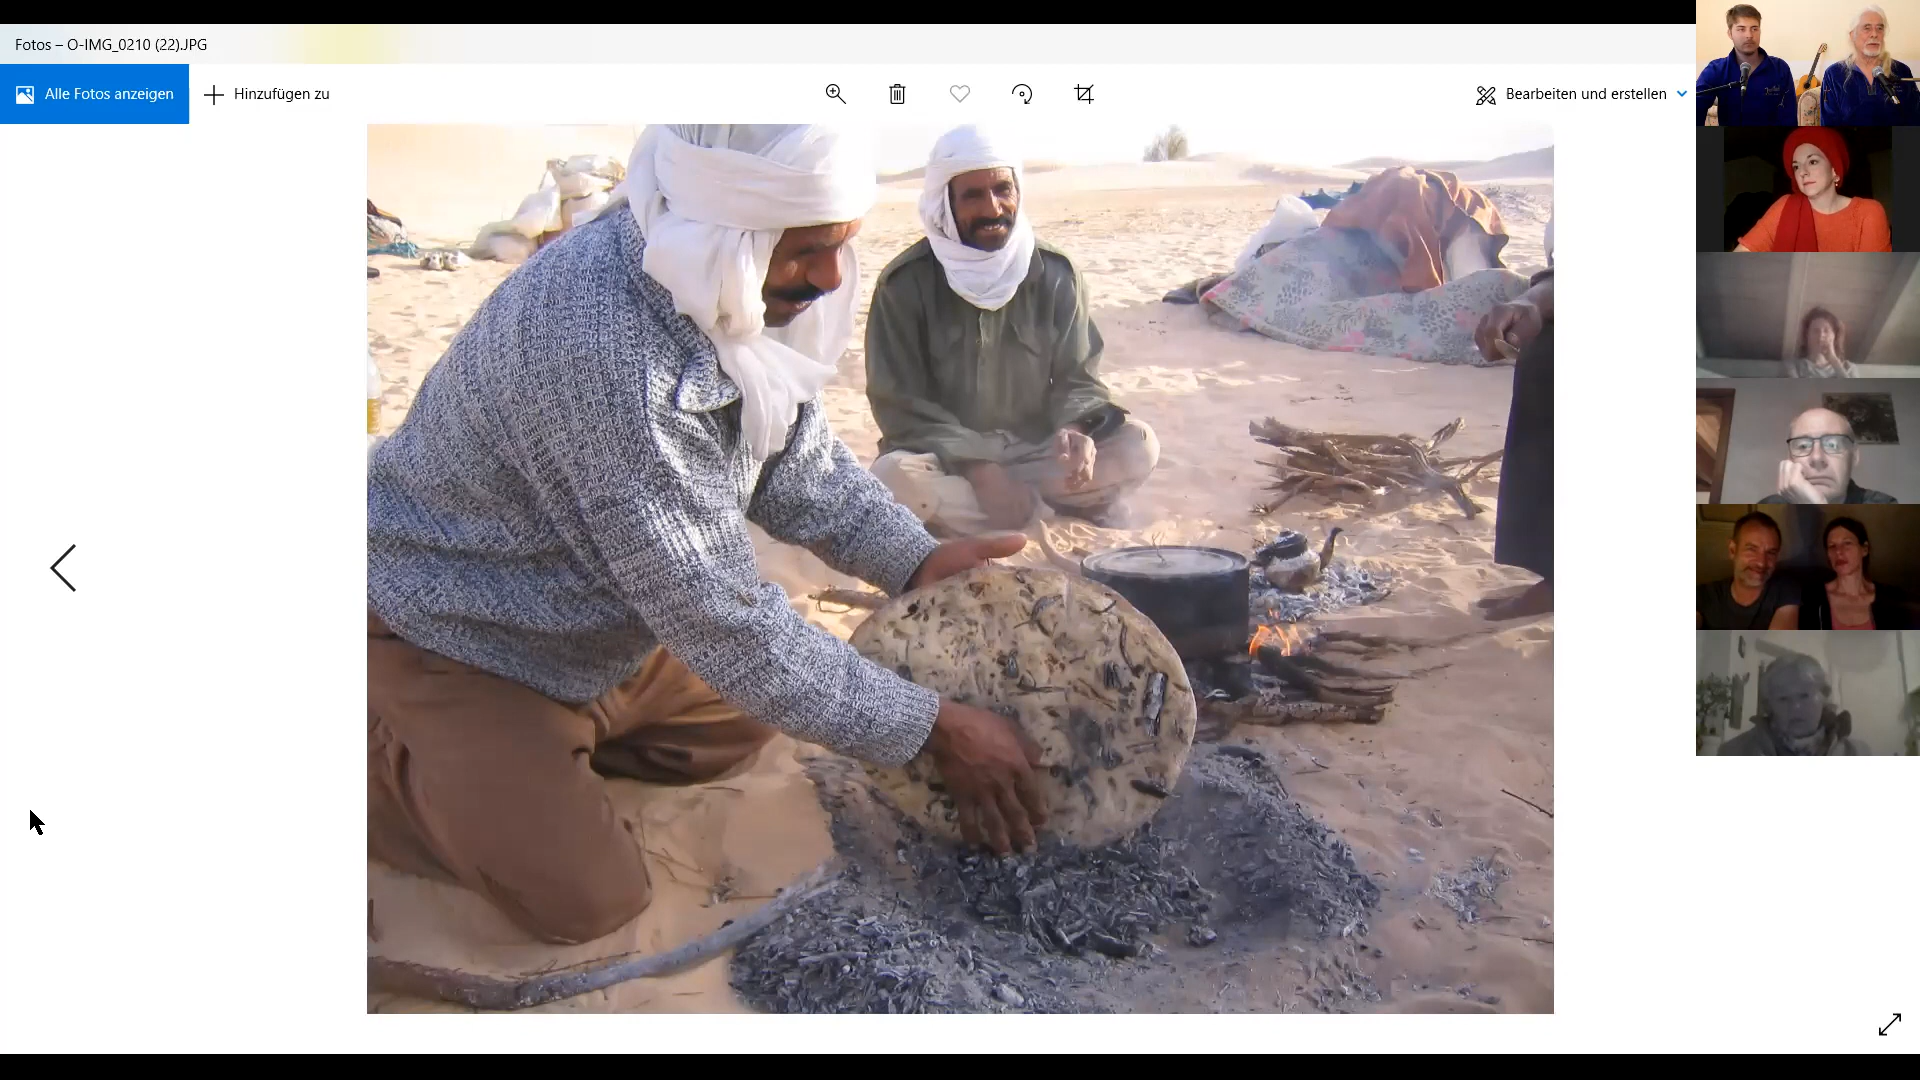 Fotos – O-IMG_0210 (22).JPG
Alle Fotos anzeigen
Hinzufügen zu
Bearbeiten und erstellen